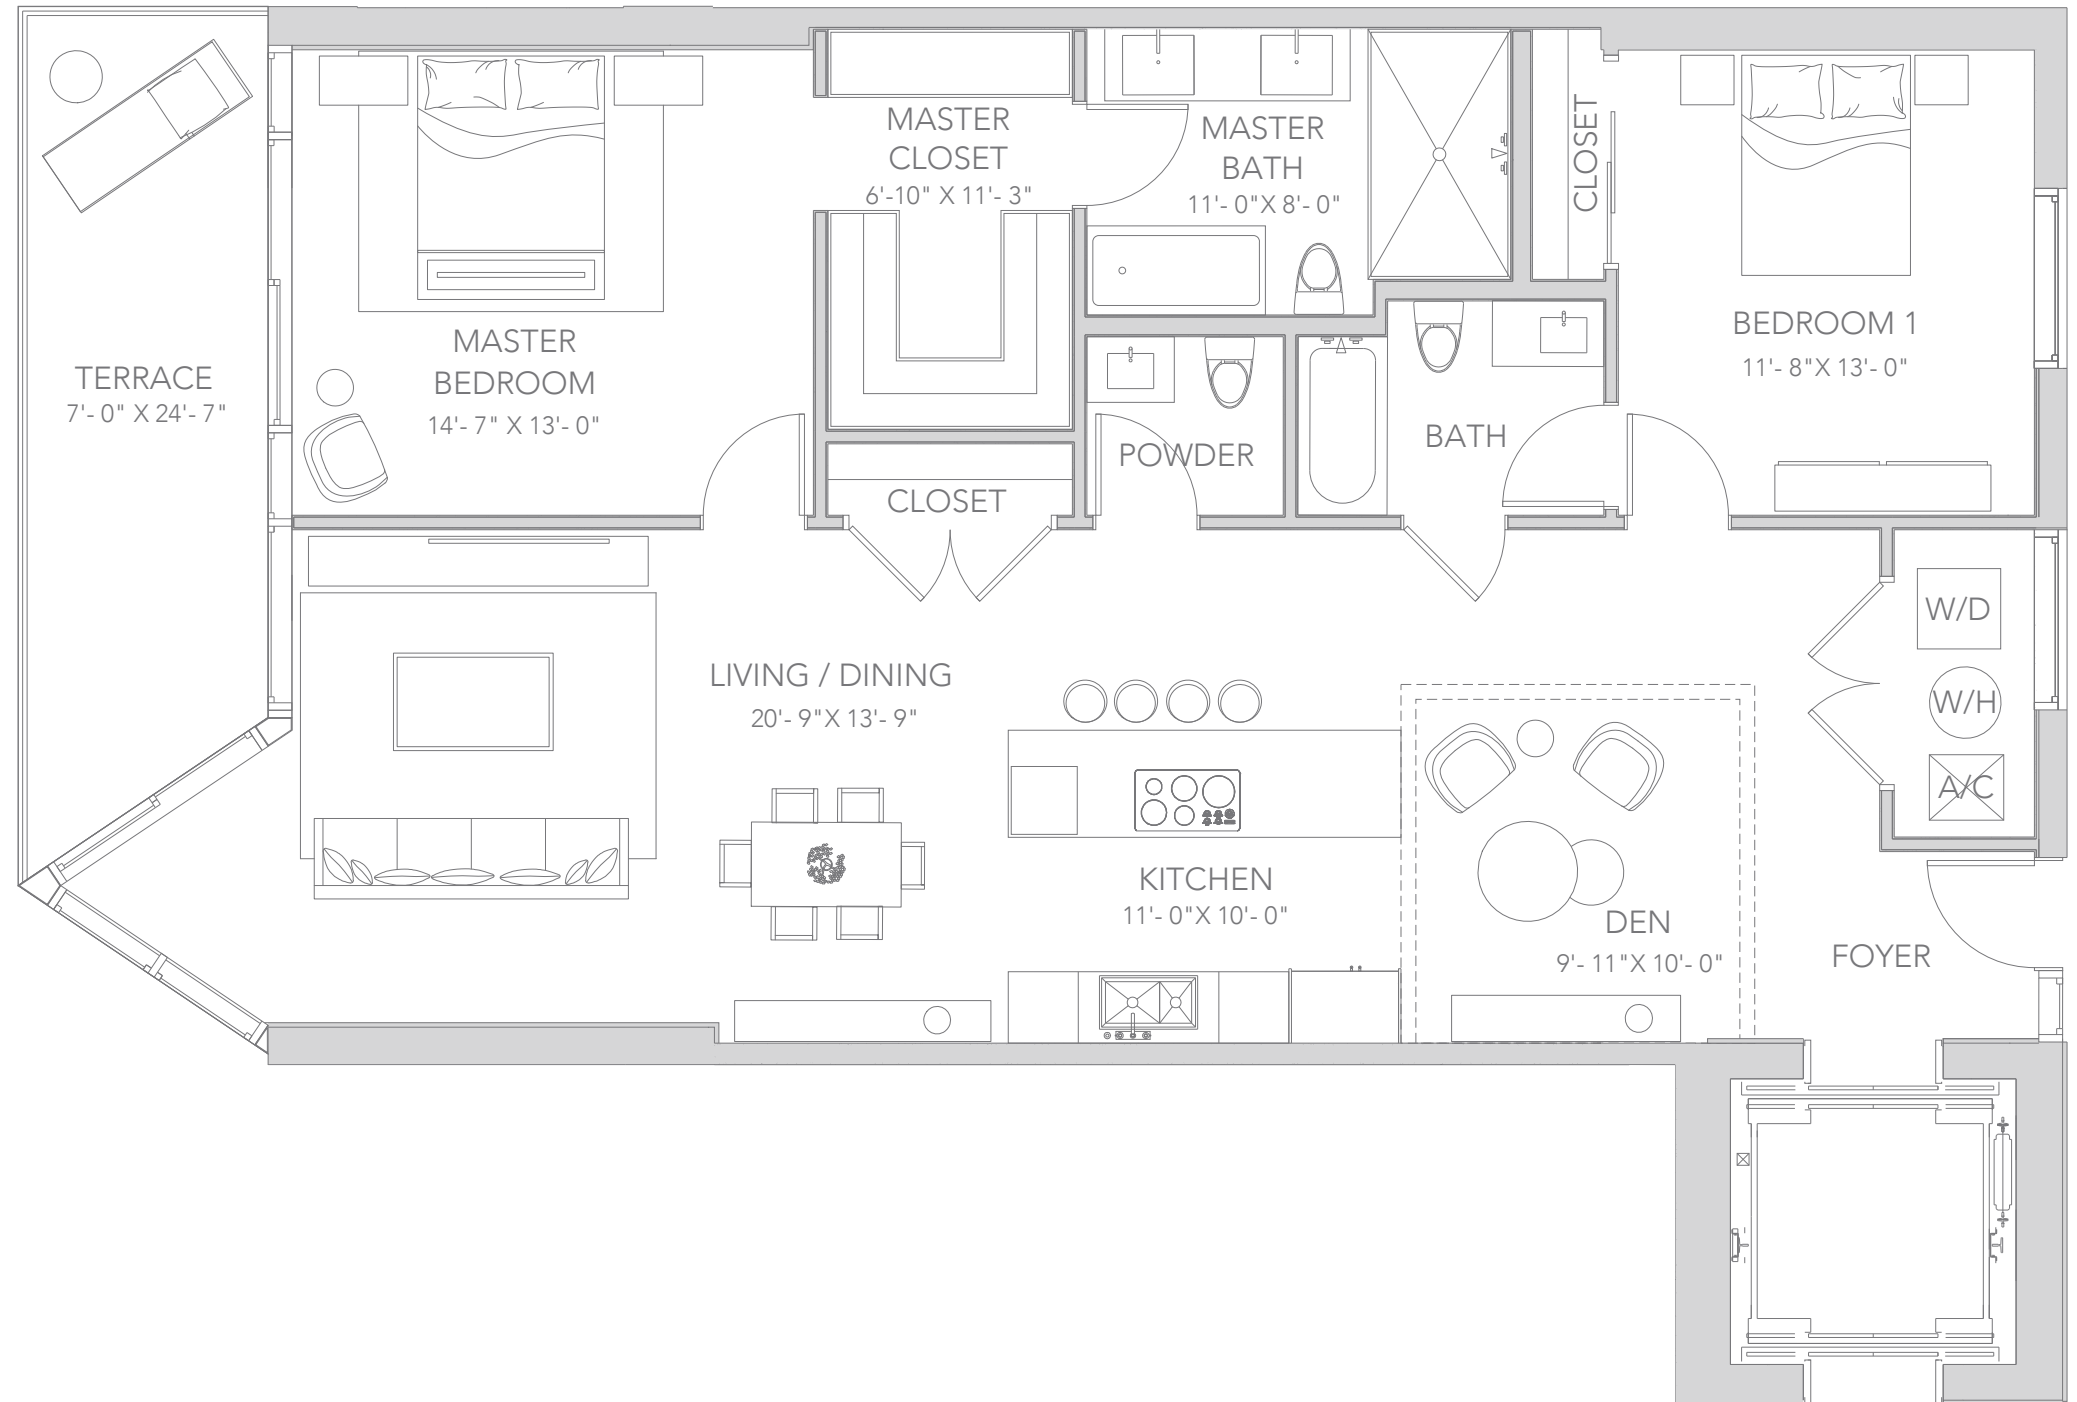 TERRACE
7'- 0" X 24'- 7"
MASTER
BEDROOM
14'- 7" X 13'- 0"
MASTER
CLOSET
6'-10" X 11'- 3"
MASTER
BATH
11'- 0"X 8'- 0"
CLOSET
BEDROOM 1
11'- 8"X 13'- 0"
CLOSET
POWDER
BATH
LIVING / DINING
20'- 9"X 13'- 9"
KITCHEN
11'- 0"X 10'- 0"
DEN
9'- 11"X 10'- 0"
FOYER
W/D
W/H
A/C